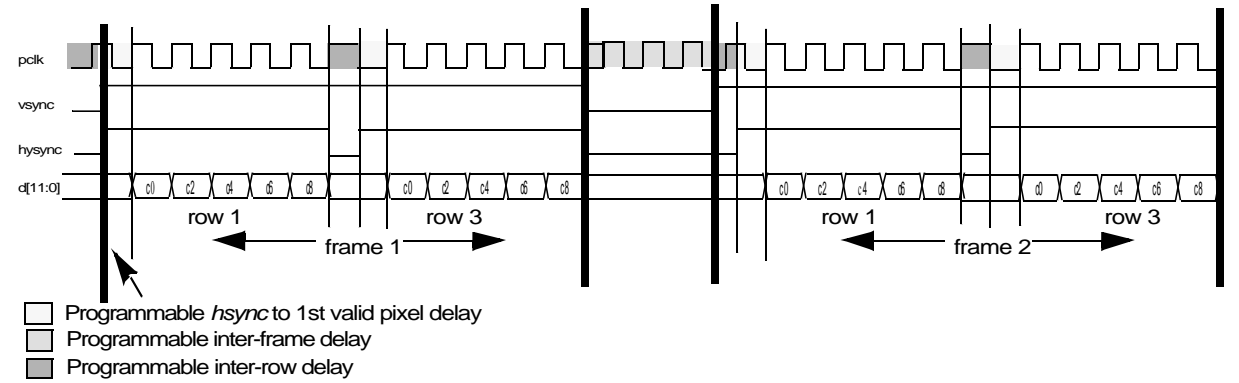 pclk
vsync
hysync
d[11:0] c0 c2 c4 c6 c8 c0 c2 c4 c6 c8 c0 c2 c4 c6 c8 c0 c2 c4 c6 c8
row 1 row 3 row 1 row 3
frame 1 frame 2
Programmable hsync to 1st valid pixel delay
Programmable inter-frame delay
Programmable inter-row delay